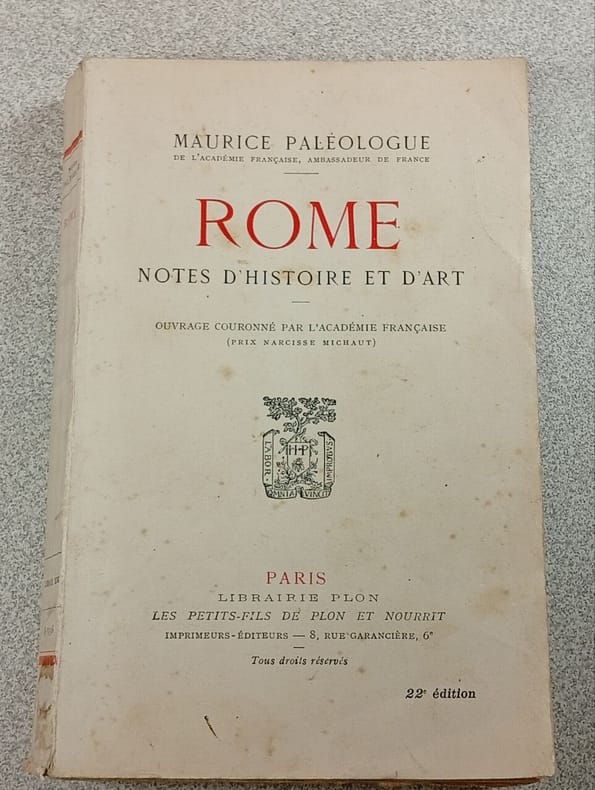 MAURICE PALÉOLOGUE
DE L'ACADÉMIE FRANÇAISE, AMBASSADEUR DE FRANCE
ROME
NOTES D'HISTOIRE ET D'ART
OUVRAGE COURONNÉ PAR L'ACADÉMIE FRANÇAISE
(PRIX NARCISSE MICHAUT)
LABOR
OMNIA VINCIT
IMPROBUS
HP
PARIS
LIBRAIRIE PLON
LES PETITS-FILS DE PLON ET NOURRIT
IMPRIMEURS-ÉDITEURS — 8, RUE GARANCIÈRE, 6e
Tous droits réservés
22e édition